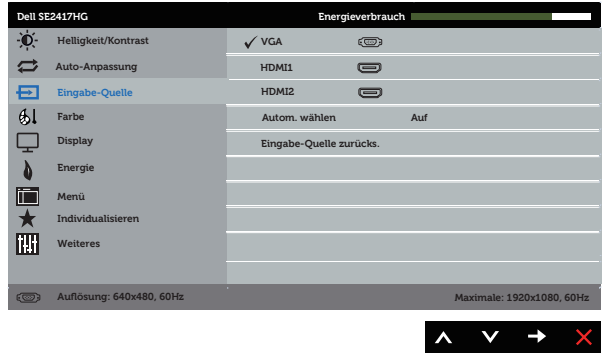 Dell SE2417HG Energieverbrauch
Helligkeit/Kontrast VGA
Auto-Anpassung HDMI1
Eingabe-Quelle HDMI2
Farbe Autom. wählen Auf
Display Eingabe-Quelle zurücks.
Energie
Menü
Individualisieren
Weiteres
Auflösung: 640x480, 60Hz Maximale: 1920x1080, 60Hz